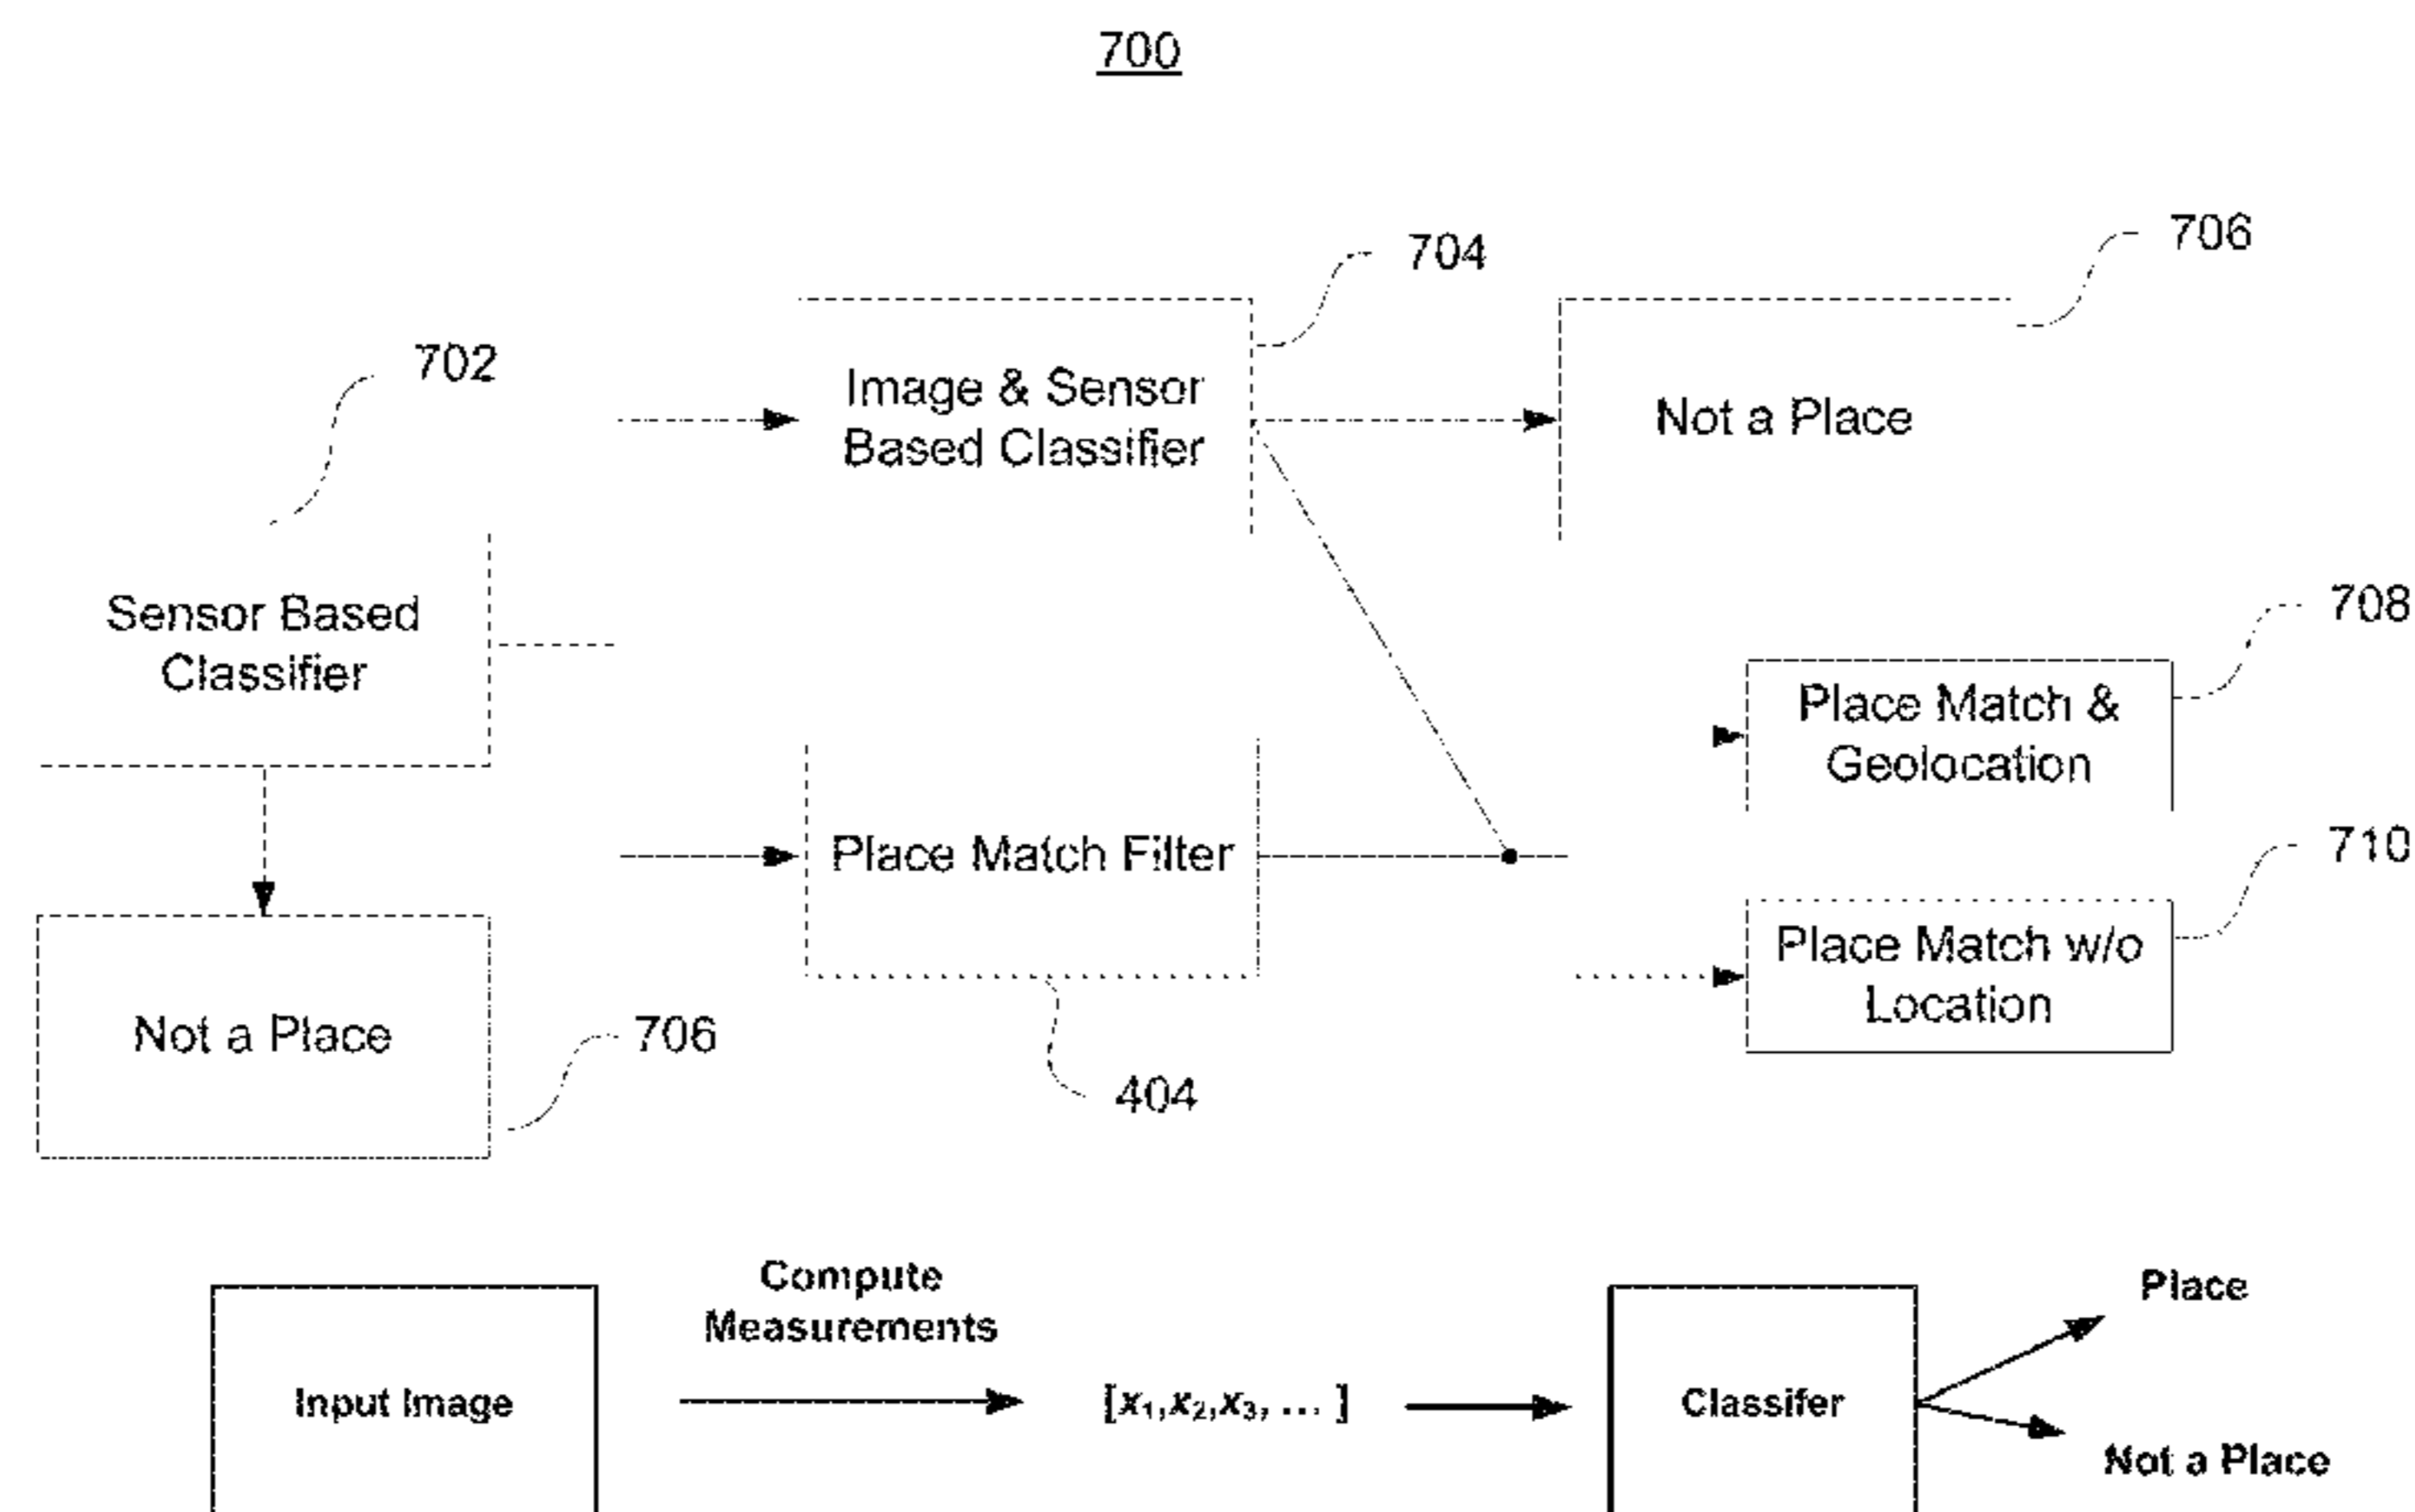 700
704
706
702
Image & Sensor
Based Classifier
Not a Place
Sensor Based
Classifier
708
Place Match &
Geolocation
Place Match Filter
710
Place Match w/o
Location
Not a Place
706
404
Compute
Measurements
Place
Input Image
[x₁,x₂,x₃, ... ]
Classifer
Not a Place